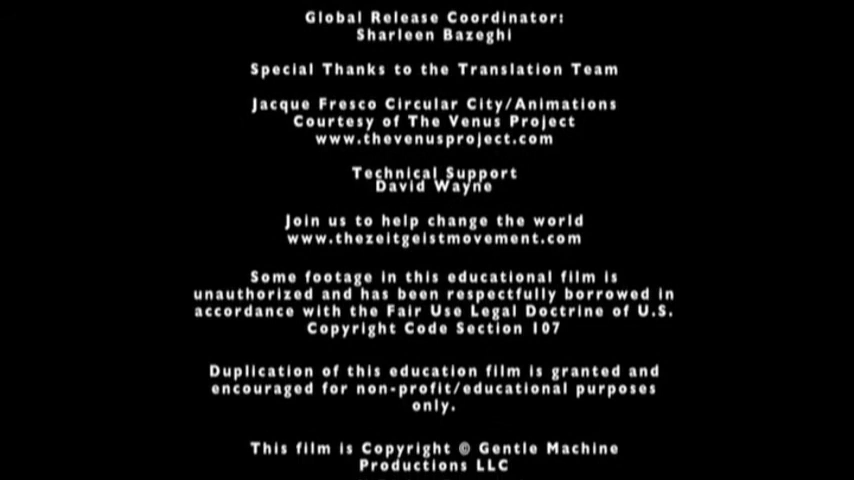 Global Release Coordinator:
Sharleen Bazeghi
Special Thanks to the Translation Team
Jacque Fresco Circular City/Animations
Courtesy of The Venus Project
www.thevenusproject.com
Technical Support
David Wayne
Join us to help change the world
www.thezeitgeistmovement.com
Some footage in this educational film is
unauthorized and has been respectfully borrowed in
accordance with the Fair Use Legal Doctrine of U.S.
Copyright Code Section 107
Duplication of this education film is granted and
encouraged for non-profit/educational purposes
only.
This film is Copyright © Gentle Machine
Productions LLC